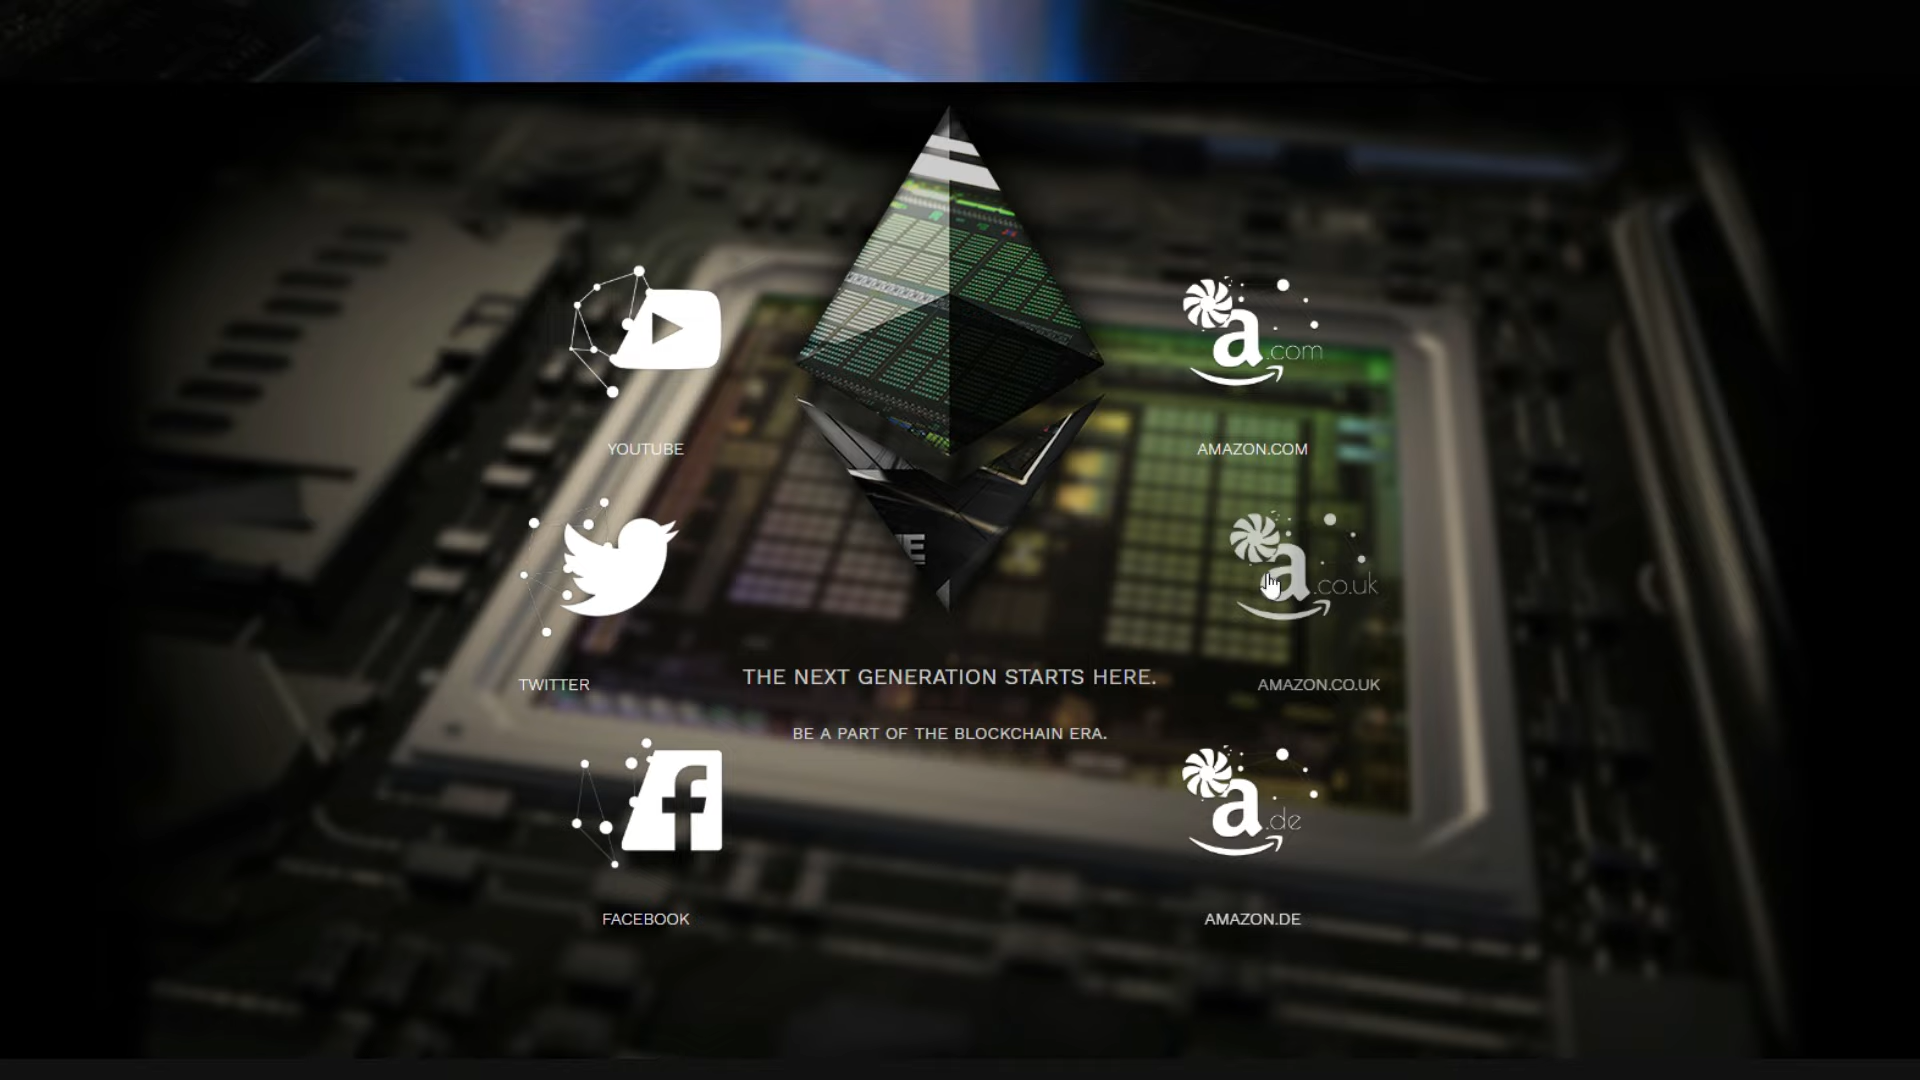 a.com
YOUTUBE
AMAZON.COM
a.co.uk
E
TWITTER
THE NEXT GENERATION STARTS HERE.
AMAZON.CO.UK
BE A PART OF THE BLOCKCHAIN ERA.
f
a.de
FACEBOOK
AMAZON.DE